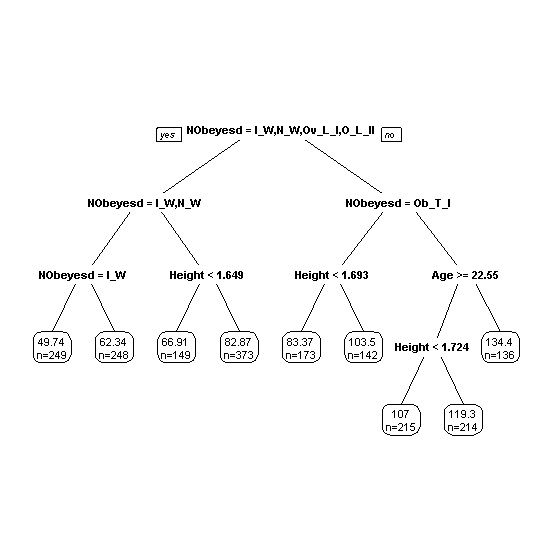 yes NObeyesd = I_W,N_W,Ov_L_I,O_L_II no
NObeyesd = I_W,N_W NObeyesd = Ob_T_I
NObeyesd = I_W Height < 1.649 Height < 1.693 Age >= 22.55
49.74 62.34 66.91 82.87 83.37 103.5 134.4
n=249 n=248 n=149 n=373 n=173 n=142 n=136
Height < 1.724
107 119.3
n=215 n=214